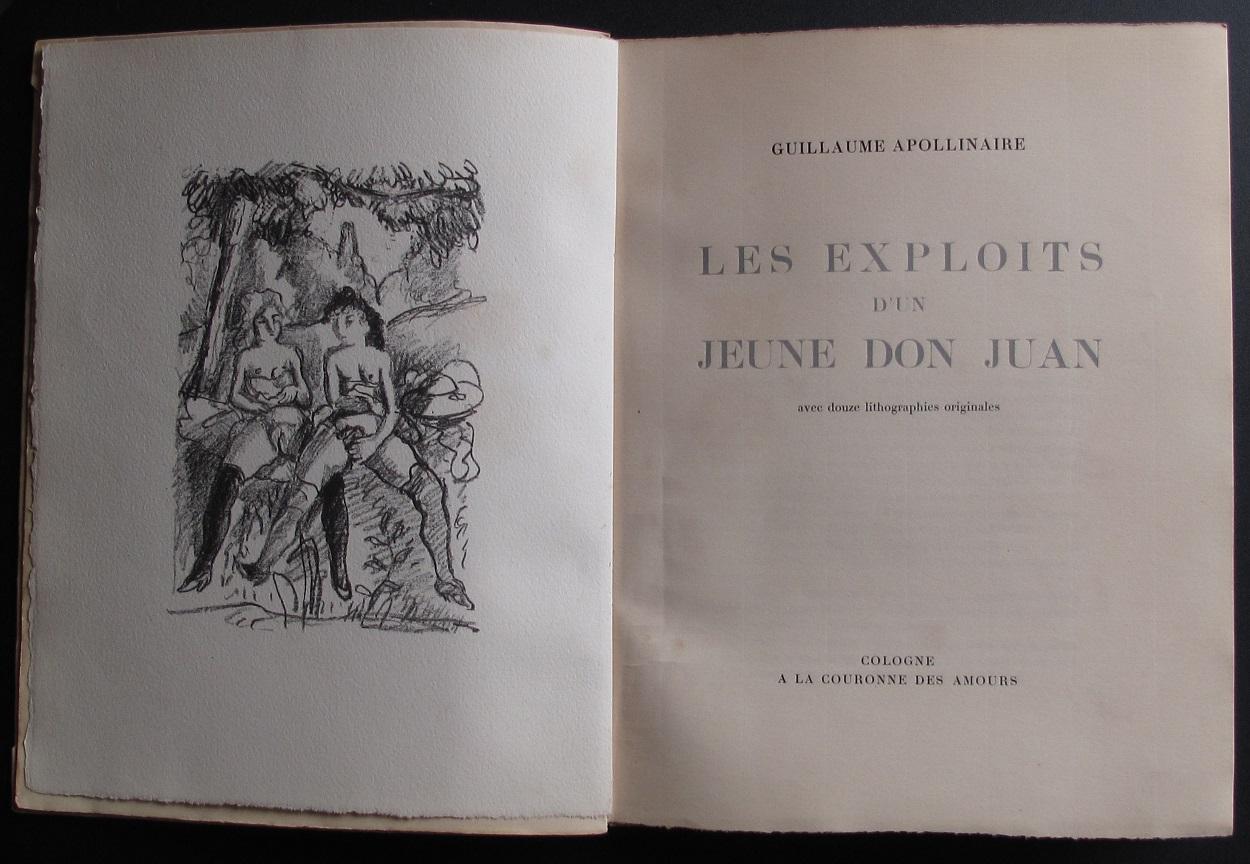 GUILLAUME APOLLINAIRE
LES EXPLOITS
D'UN
JEUNE DON JUAN
avec douze lithographies originales
COLOGNE
A LA COURONNE DES AMOURS